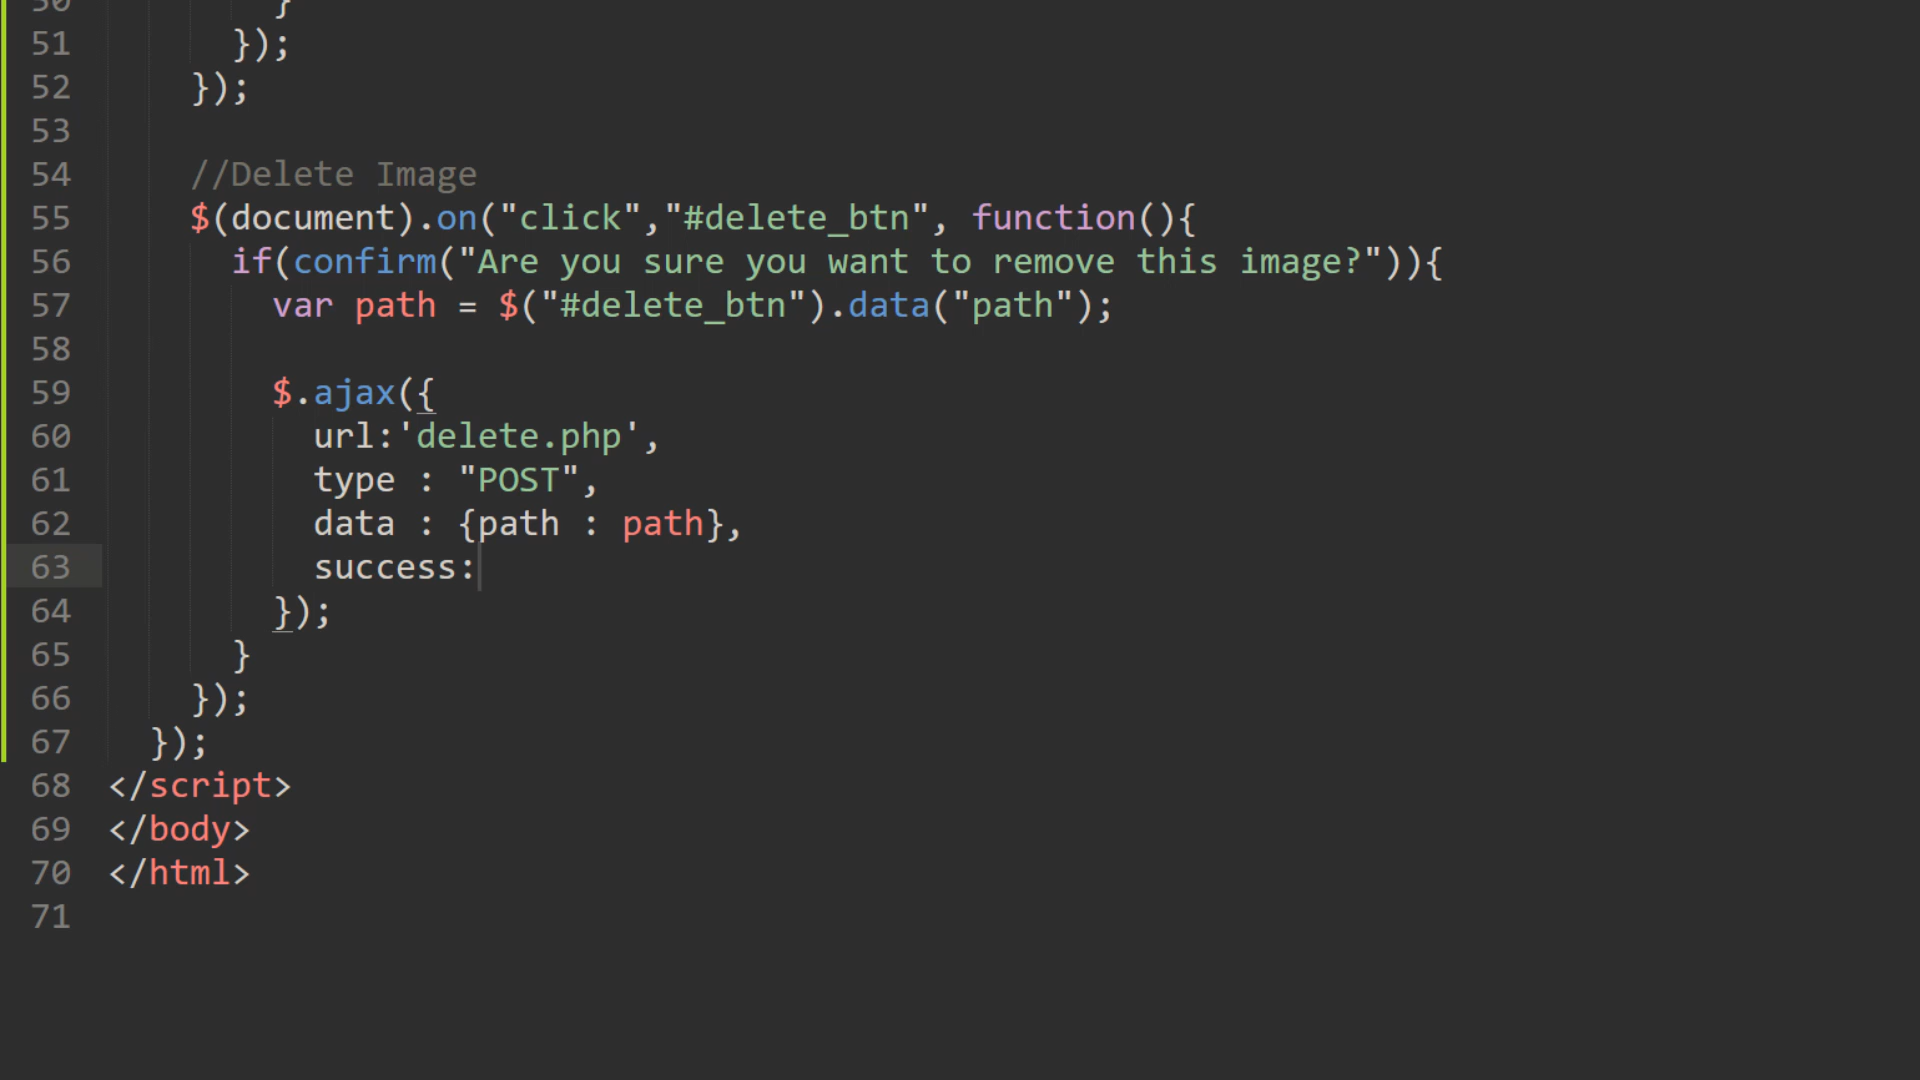 50 }
51 });
52 });
53
54 //Delete Image
55 $(document).on("click","#delete_btn", function(){
56 if(confirm("Are you sure you want to remove this image?")){
57 var path = $("#delete_btn").data("path");
58
59 $.ajax({
60 url:'delete.php',
61 type : "POST",
62 data : {path : path},
63 success:
64 });
65 }
66 });
67 });
68 </script>
69 </body>
70 </html>
71